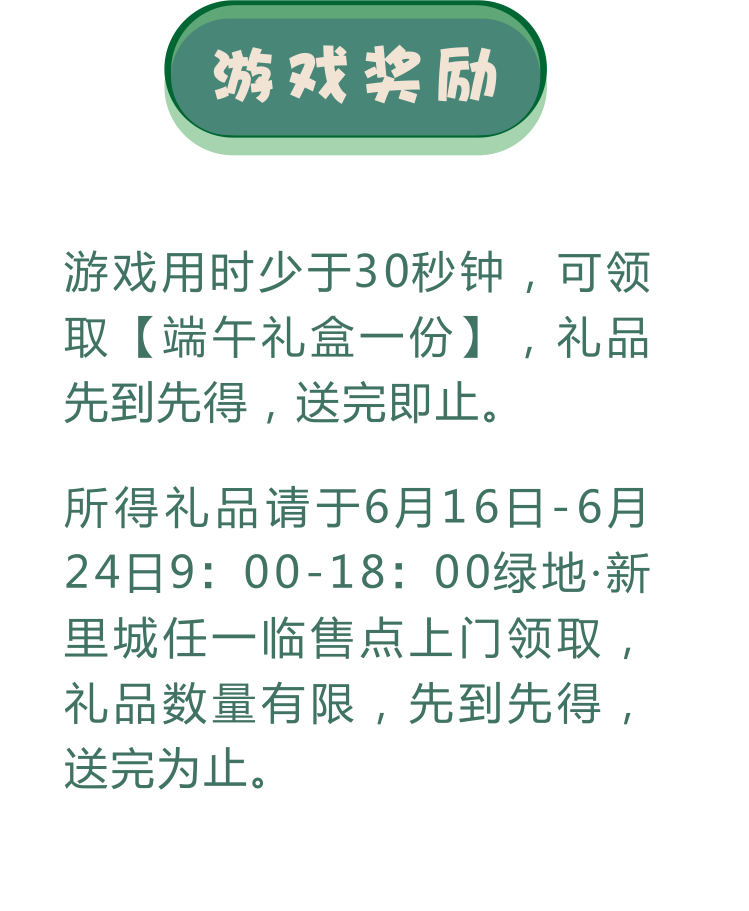 游戏奖励
游戏用时少于30秒钟，可领
取【端午礼盒一份】，礼品
先到先得，送完即止。
所得礼品请于6月16日-6月
24日9：00-18：00绿地·新
里城任一临售点上门领取，
礼品数量有限，先到先得，
送完为止。